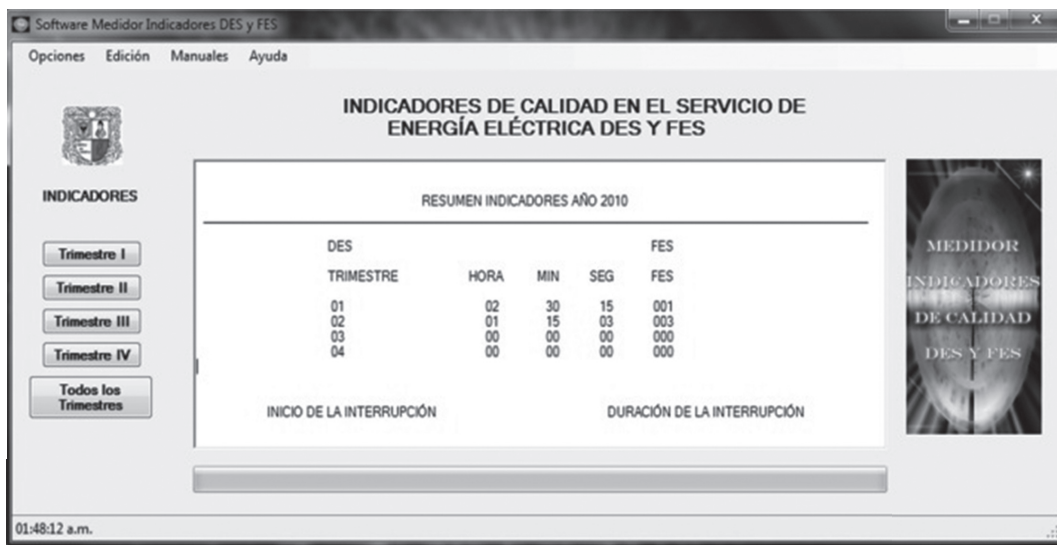 Software Medidor Indicadores DES y FES
Opciones Edición Manuales Ayuda
INDICADORES DE CALIDAD EN EL SERVICIO DE
ENERGÍA ELÉCTRICA DES Y FES
INDICADORES
Trimestre I
Trimestre II
Trimestre III
Trimestre IV
Todos los
Trimestres
RESUMEN INDICADORES AÑO 2010
DES FES
TRIMESTRE HORA MIN SEG FES
01 02 30 15 001
02 01 15 03 003
03 00 00 00 000
04 00 00 00 000
INICIO DE LA INTERRUPCIÓN DURACIÓN DE LA INTERRUPCIÓN
MEDIDOR
INDICADORES
DE CALIDAD
DES Y FES
01:48:12 a.m.